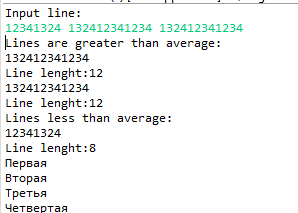 Input line:
12341324 132412341234 132412341234
Lines are greater than average:
132412341234
Line lenght:12
132412341234
Line lenght:12
Lines less than average:
12341324
Line lenght:8
Первая
Вторая
Третья
Четвертая